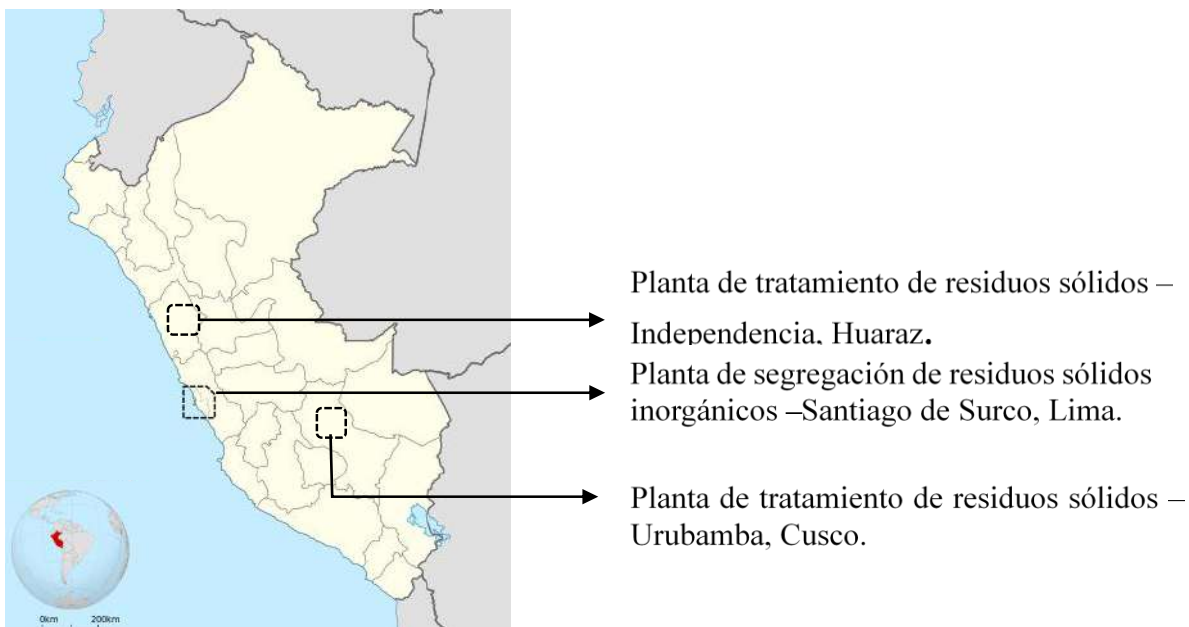 Planta de tratamiento de residuos sólidos –
Independencia, Huaraz.
Planta de segregación de residuos sólidos
inorgánicos –Santiago de Surco, Lima.
Planta de tratamiento de residuos sólidos –
Urubamba, Cusco.
0km 200km